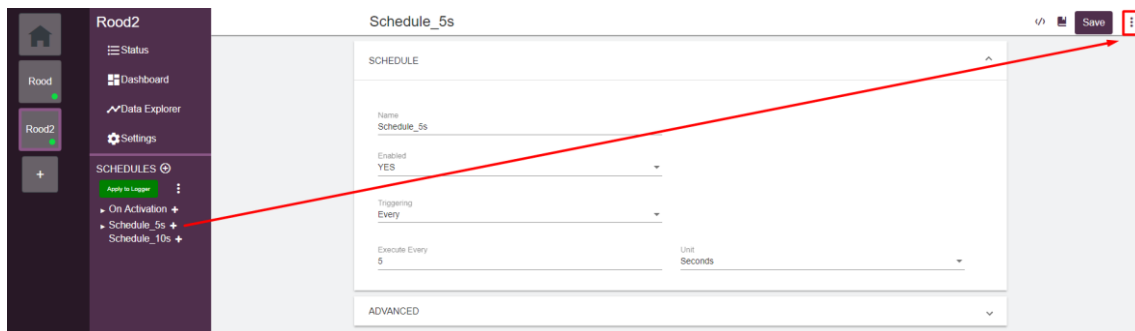 Rood2
Schedule_5s
</> Save
Status
SCHEDULE
Rood
Dashboard
Data Explorer
Name
Schedule_5s
Rood2
Settings
Enabled
YES
SCHEDULES
+
Apply to Logger
Triggering
Every
On Activation +
Schedule_5s +
Schedule_10s +
Execute Every
5
Unit
Seconds
ADVANCED